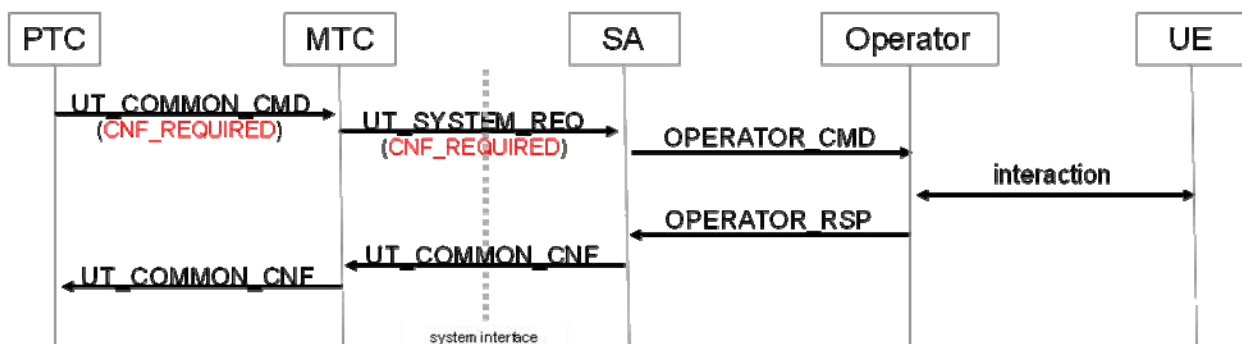 PTC MTC SA Operator UE
UT_COMMON_CMD
(CNF_REQUIRED)
UT_SYSTEM_REQ
(CNF_REQUIRED)
OPERATOR_CMD
interaction
OPERATOR_RSP
UT_COMMON_CNF
UT_COMMON_CNF
system interface